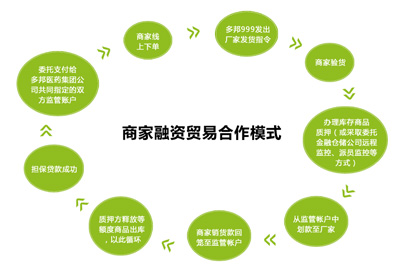 商家线
上下单
多邦999发出
厂家发货指令
商家验货
办理库存商品
质押（或采取委托
金融仓储公司远程
监控、派员监控等
方式）
从监管帐户中
划款至厂家
商家销货款回
笼至监管帐户
质押方释放等
额度商品出库
，以此循环
担保贷款成功
委托支付给
多邦医药集团公
司共同指定的双
方监管账户
商家融资贸易合作模式